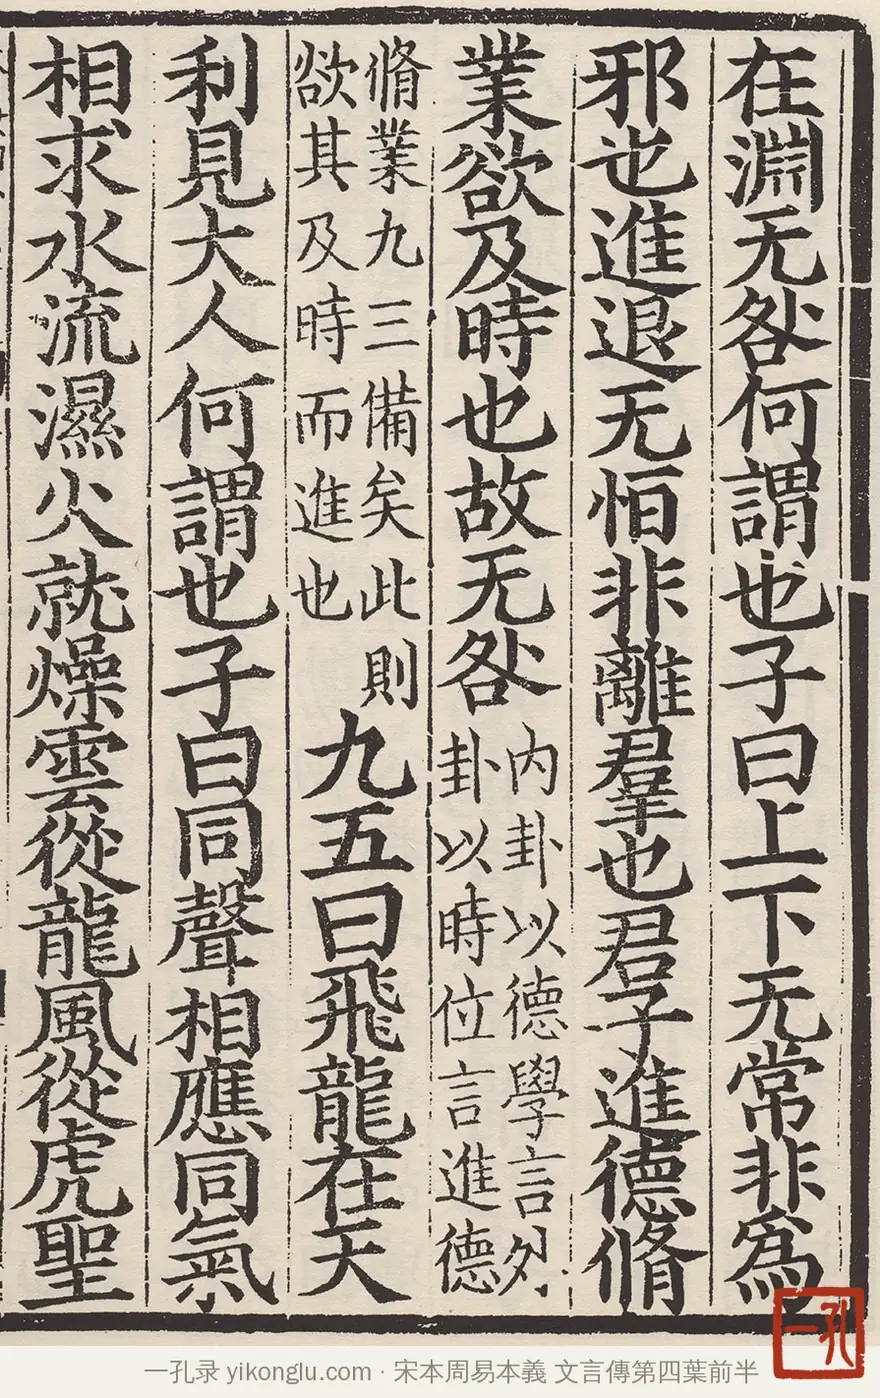 在淵无咎何謂也子曰上下无常非爲
邪也進退无恒非離羣也君子進德脩
業欲及時也故无咎内卦以德學言外
卦以時位言進德
脩業九三備矣此則
欲其及時而進也九五曰飛龍在天
利見大人何謂也子曰同聲相應同氣
相求水流濕火就燥雲從龍風從虎聖
一孔
一孔录 yikonglu.com · 宋本周易本義 文言傳第四葉前半